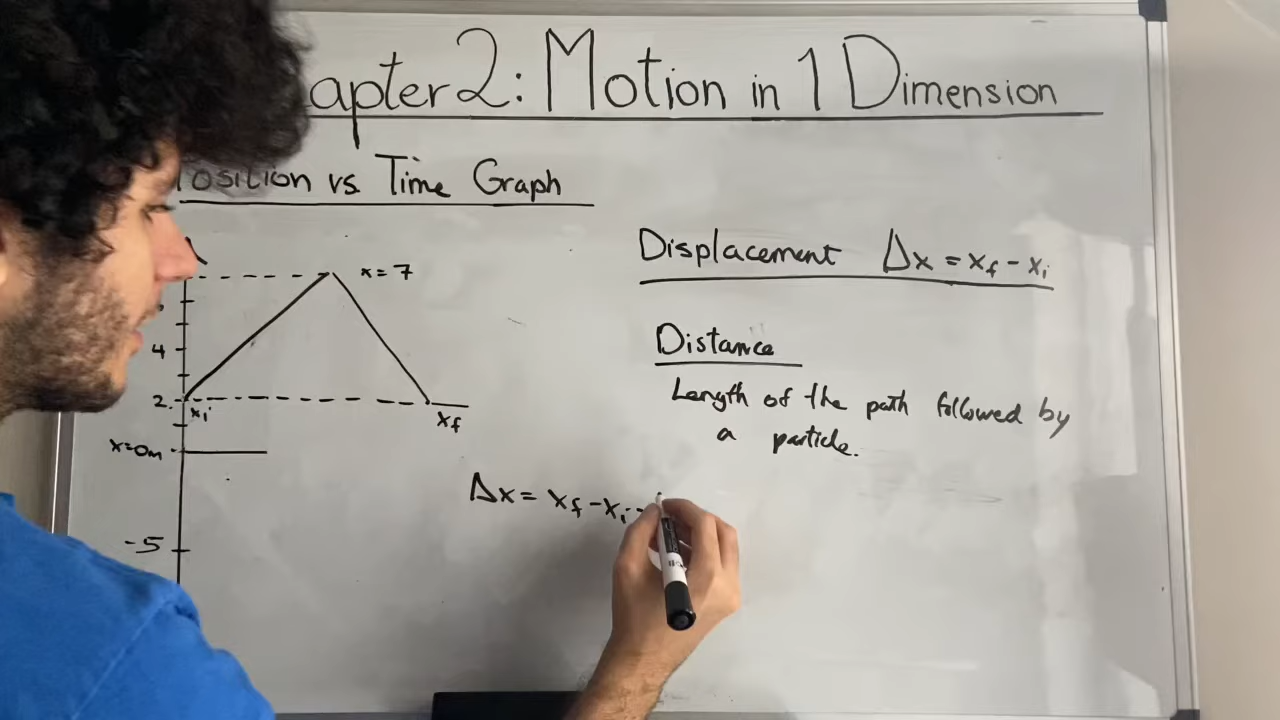 apter 2: Motion in 1 Dimension
osition vs. Time Graph
Displacement Δx = xf - xi
x = 7
Distance
4
Length of the path followed by
a particle.
2
xi
xf
x=0m
Δx = xf - xi =
-5